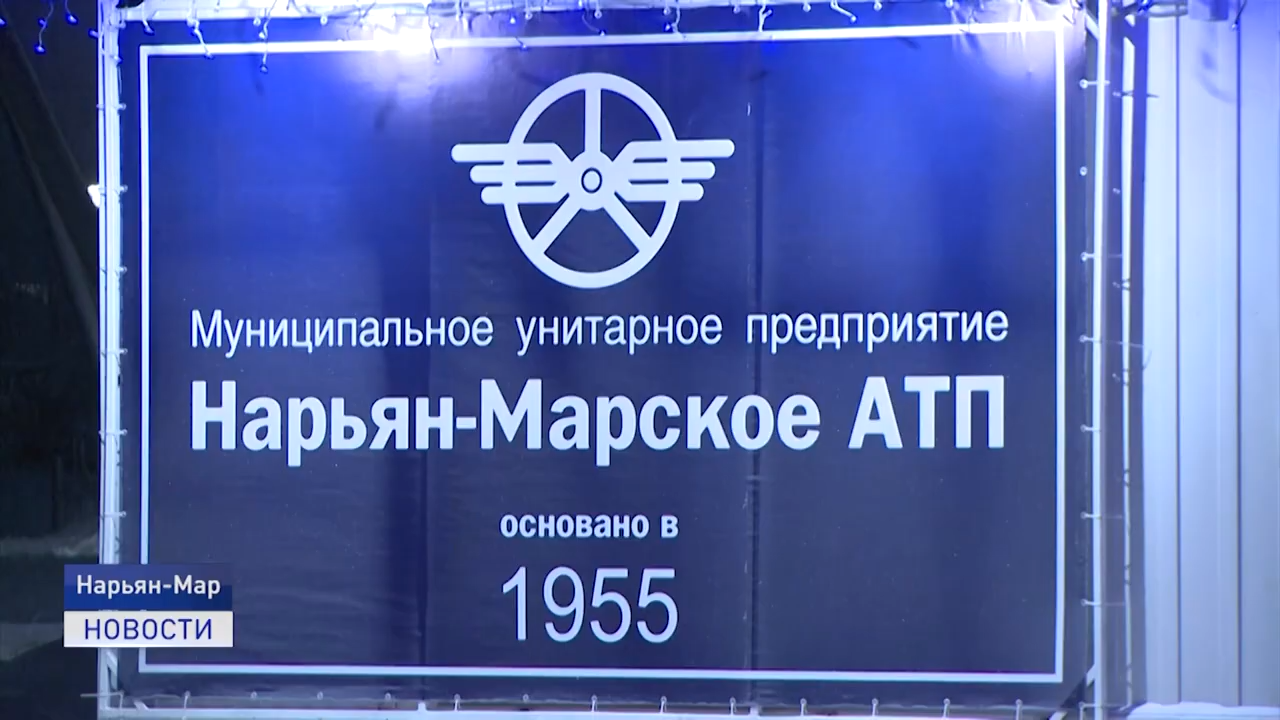 Муниципальное унитарное предприятие
Нарьян-Марское АТП
основано в
1955
Нарьян-Мар
НОВОСТИ